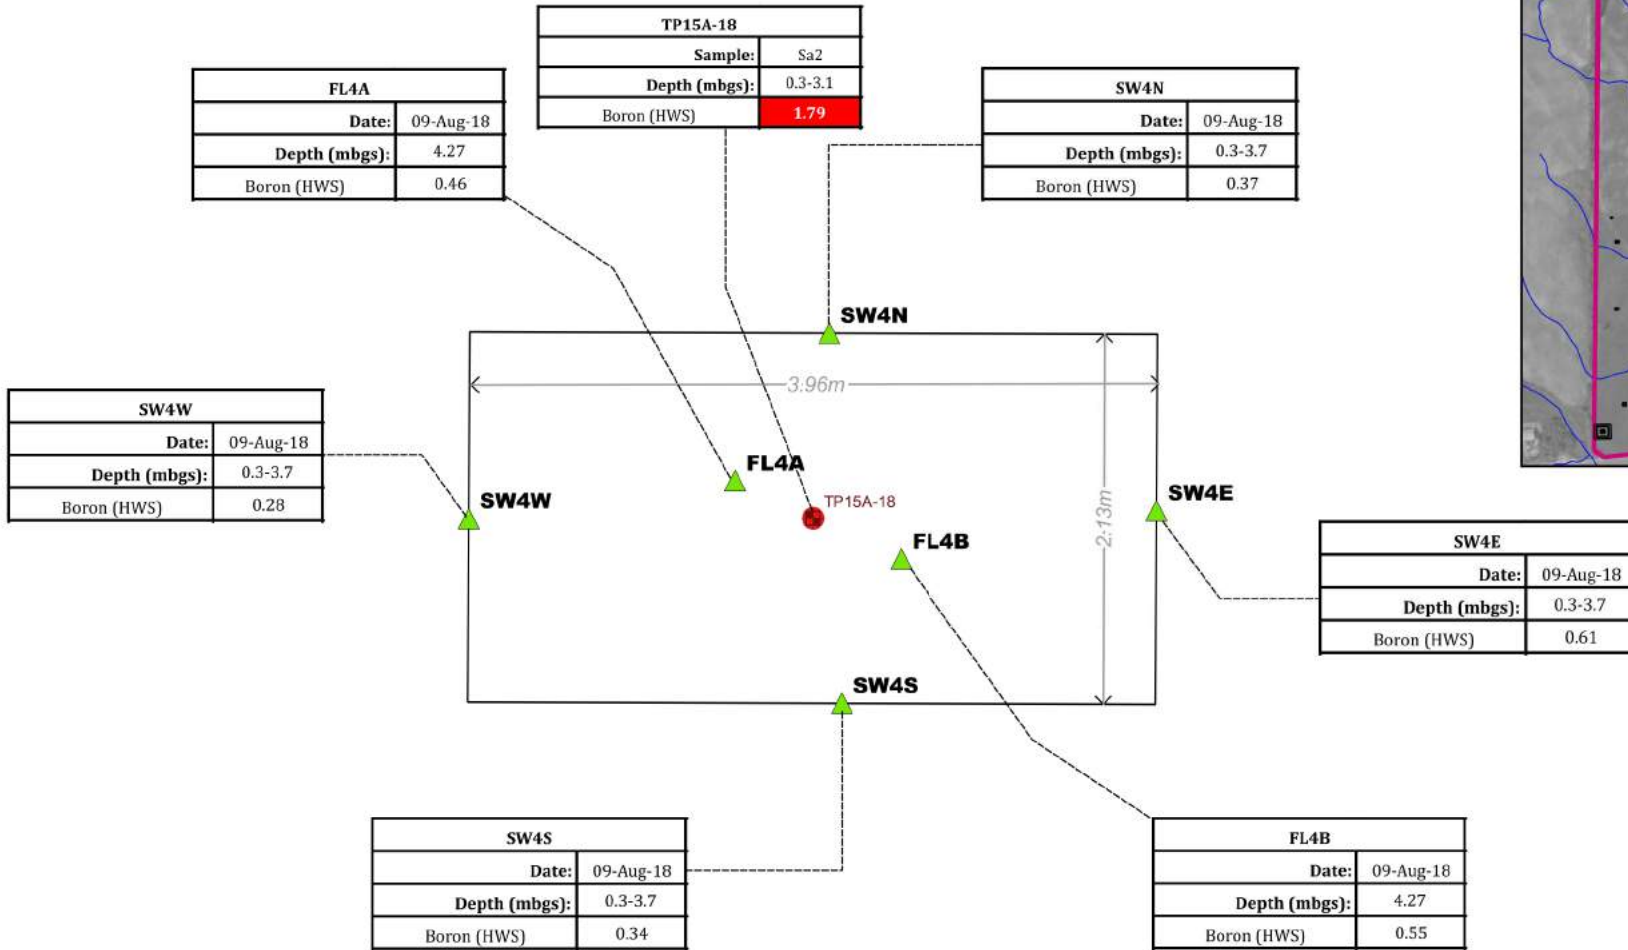 TP15A-18
Sample: Sa2
Depth (mbgs): 0.3-3.1
Boron (HWS) 1.79
FL4A
Date: 09-Aug-18
Depth (mbgs): 4.27
Boron (HWS) 0.46
SW4N
Date: 09-Aug-18
Depth (mbgs): 0.3-3.7
Boron (HWS) 0.37
SW4N
3.96m
SW4W
Date: 09-Aug-18
Depth (mbgs): 0.3-3.7
Boron (HWS) 0.28
FL4A
SW4W
TP15A-18
SW4E
2.13m
FL4B
SW4E
Date: 09-Aug-18
Depth (mbgs): 0.3-3.7
Boron (HWS) 0.61
SW4S
SW4S
Date: 09-Aug-18
Depth (mbgs): 0.3-3.7
Boron (HWS) 0.34
FL4B
Date: 09-Aug-18
Depth (mbgs): 4.27
Boron (HWS) 0.55